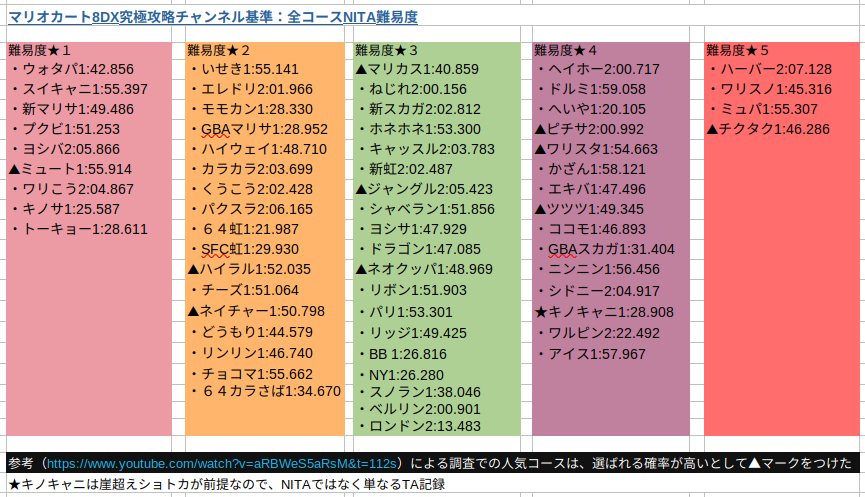 マリオカート8DX究極攻略チャンネル基準：全コースNITA難易度
難易度★１
・ウォタパ1:42.856
・スイキャニ1:55.397
・新マリサ1:49.486
・プクビ1:51.253
・ヨシバ2:05.866
▲ミュート1:55.914
・ワリこう2:04.867
・キノサ1:25.587
・トーキョー1:28.611
難易度★２
・いせき1:55.141
・エレドリ2:01.966
・モモカン1:28.330
・GBAマリサ1:28.952
・ハイウェイ1:48.710
・カラカラ2:03.699
・くうこう2:02.428
・パクスラ2:06.165
・６４虹1:21.987
・SFC虹1:29.930
▲ハイラル1:52.035
・チーズ1:51.064
▲ネイチャー1:50.798
・どうもり1:44.579
・リンリン1:46.740
・チョコマ1:55.662
・６４カラさば1:34.670
難易度★３
▲マリカス1:40.859
・ねじれ2:00.156
・新スカガ2:02.812
・ホネホネ1:53.300
・キャッスル2:03.783
・新虹2:02.487
▲ジャングル2:05.423
・シャベラン1:51.856
・ヨシサ1:47.929
・ドラゴン1:47.085
▲ネオクッパ1:48.969
・リボン1:51.903
・パリ1:53.301
・リッジ1:49.425
・BB 1:26.816
・NY1:26.280
・スノラン1:38.046
・ベルリン2:00.901
・ロンドン2:13.483
難易度★４
・ヘイホー2:00.717
・ドルミ1:59.058
・へいや1:20.105
▲ピチサ2:00.992
▲ワリスタ1:54.663
・かざん1:58.121
・エキバ1:47.496
▲ツツツ1:49.345
・ココモ1:46.893
・GBAスカガ1:31.404
・ニンニン1:56.456
・シドニー2:04.917
★キノキャニ1:28.908
・ワルピン2:22.492
・アイス1:57.967
難易度★５
・ハーバー2:07.128
・ワリスノ1:45.316
・ミュパ1:55.307
▲チクタク1:46.286
参考（https://www.youtube.com/watch?v=aRBWeS5aRsM&t=112s）による調査での人気コースは、選ばれる確率が高いとして▲マークをつけた
★キノキャニは崖超えショトカが前提なので、NITAではなく単なるTA記録